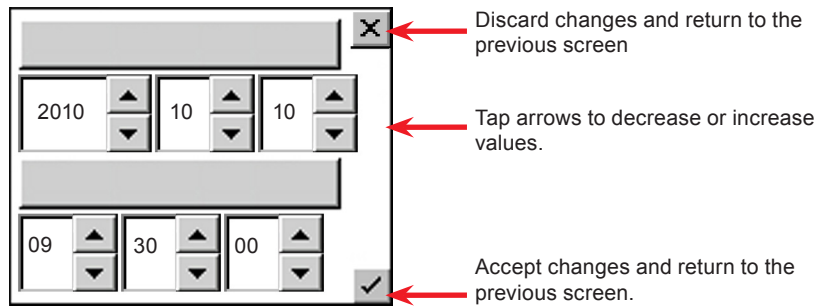 Discard changes and return to the
previous screen
2010 10 10
Tap arrows to decrease or increase
values.
09 30 00
Accept changes and return to the
previous screen.